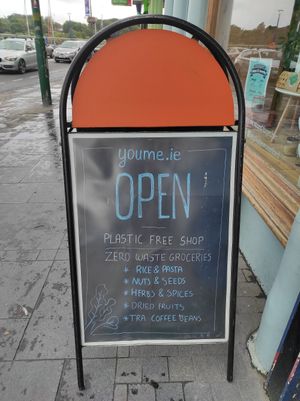 youme.ie
OPEN
PLASTIC FREE SHOP
ZERO WASTE GROCERIES
* RICE & PASTA
* NUTS & SEEDS
* HERBS & SPICES
* DRIED FRUITS
* TEA COFFEE BEANS